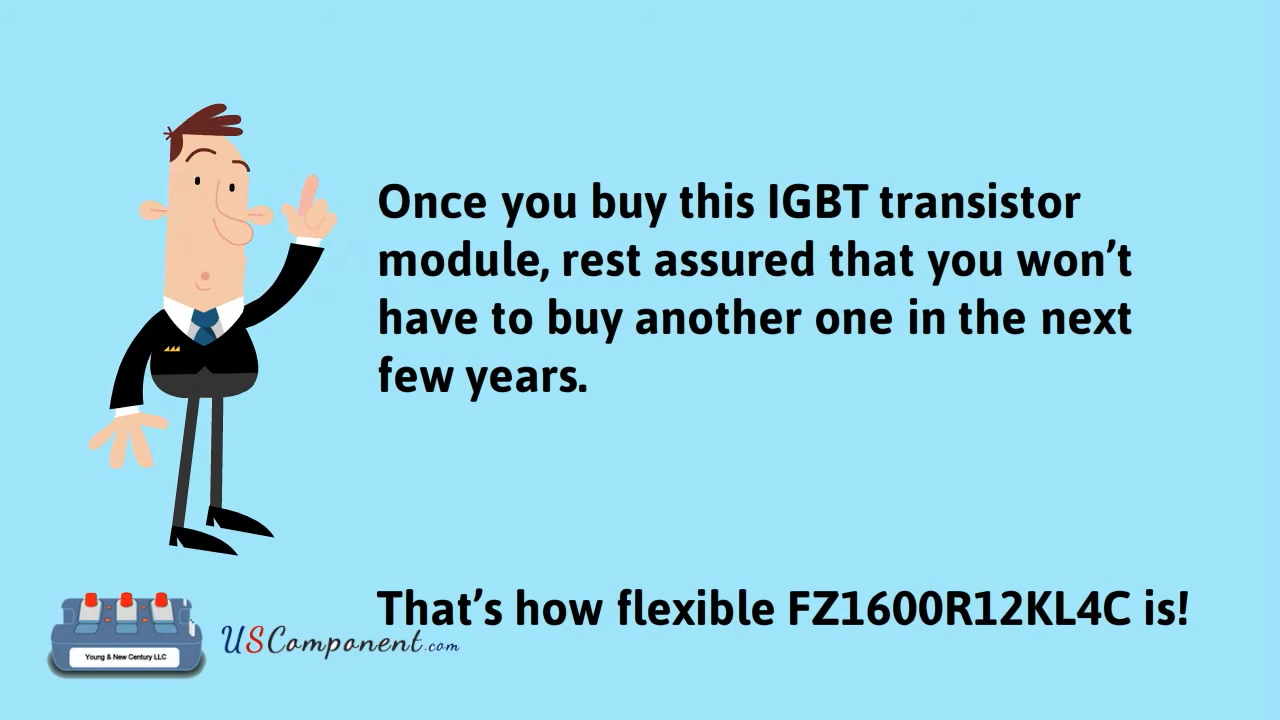 Once you buy this IGBT transistor
module, rest assured that you won’t
have to buy another one in the next
few years.
That’s how flexible FZ1600R12KL4C is!
USComponent.com
Young & New Century LLC